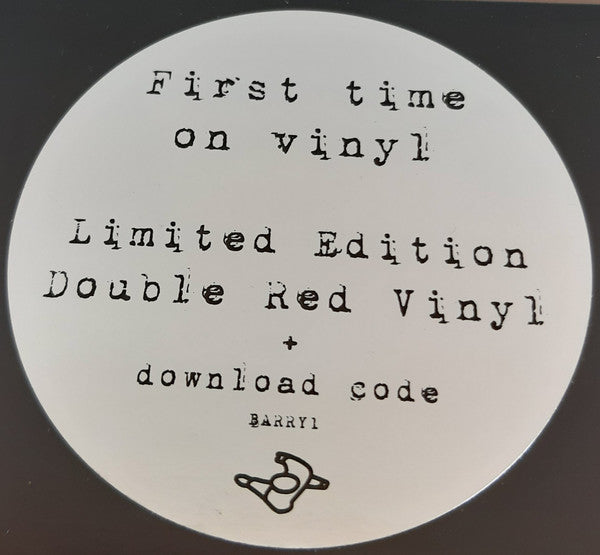 First time
on vinyl
Limited Edition
Double Red Vinyl
+
download code
BARRY1